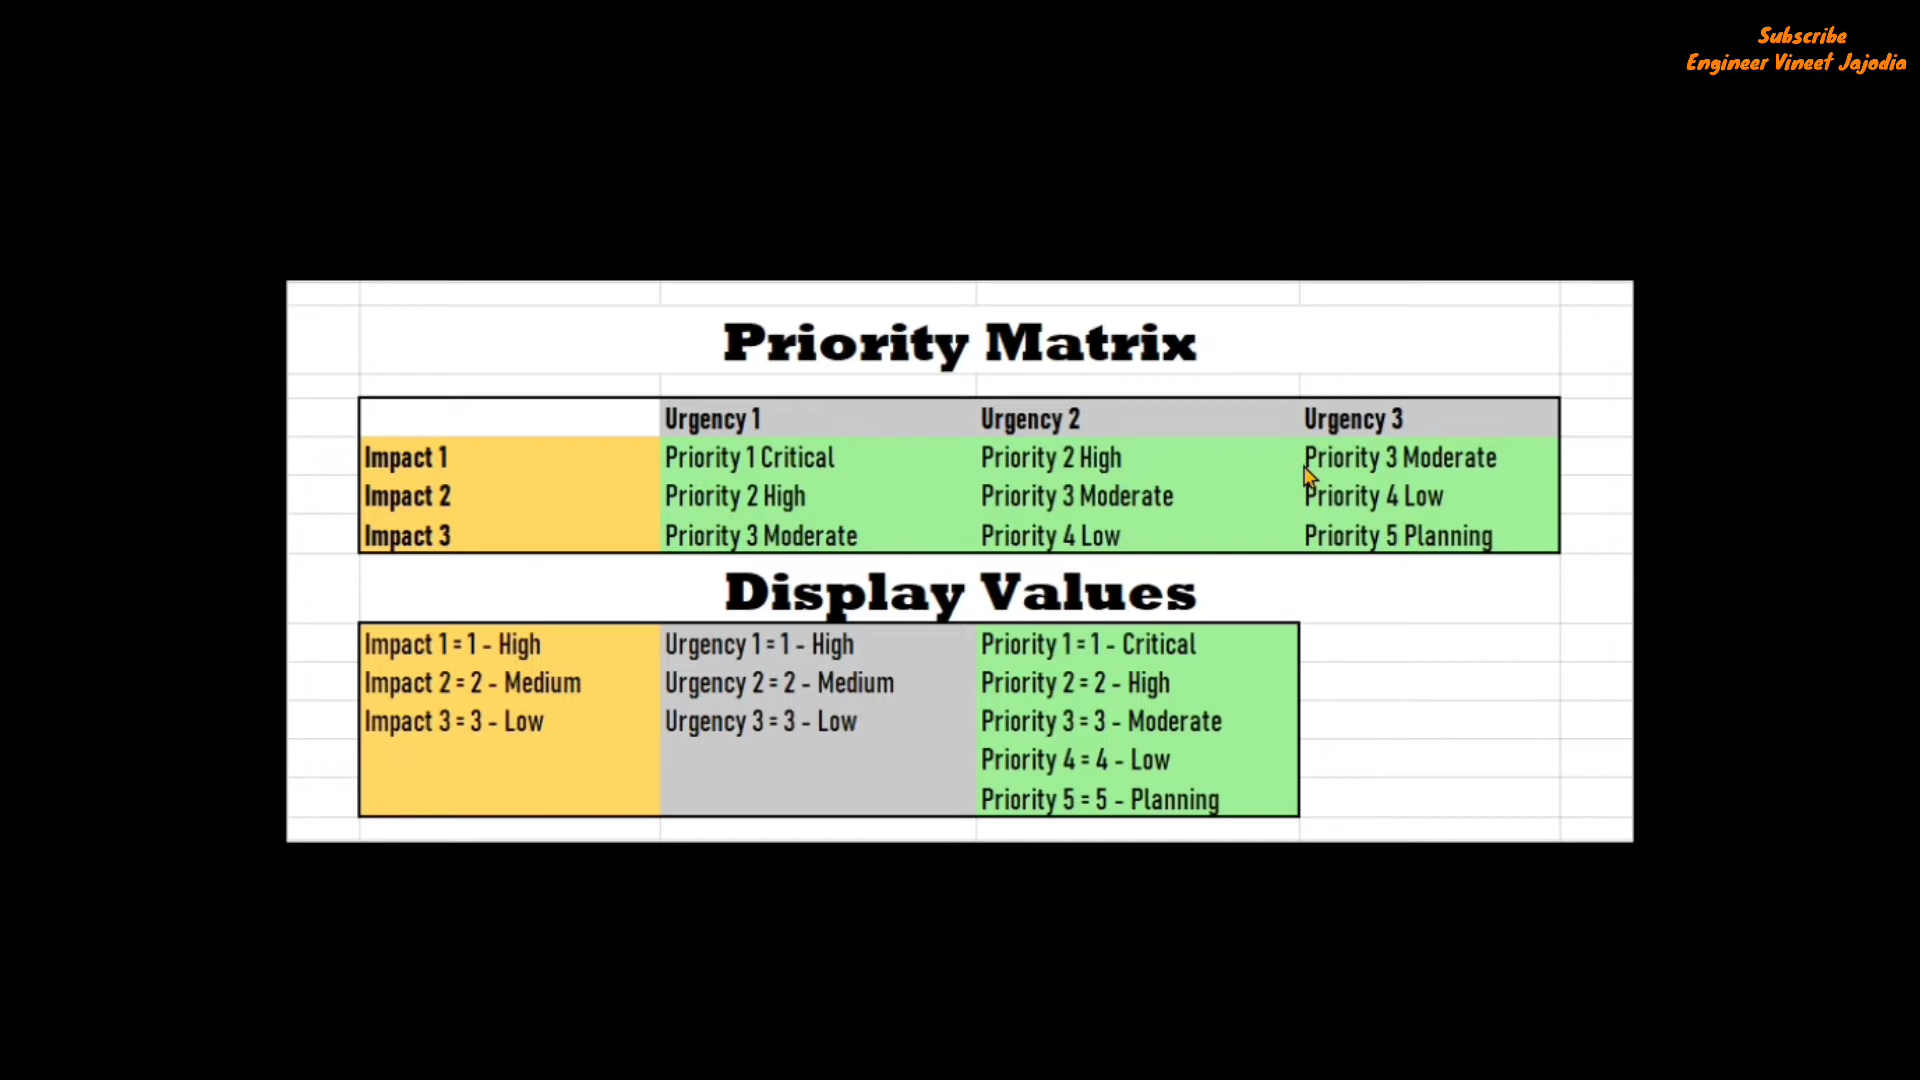 Subscribe
Engineer Vineet Jajodia
Priority Matrix
Urgency 1 Urgency 2 Urgency 3
Impact 1 Priority 1 Critical Priority 2 High Priority 3 Moderate
Impact 2 Priority 2 High Priority 3 Moderate Priority 4 Low
Impact 3 Priority 3 Moderate Priority 4 Low Priority 5 Planning
Display Values
Impact 1 = 1 - High Urgency 1 = 1 - High Priority 1 = 1 - Critical
Impact 2 = 2 - Medium Urgency 2 = 2 - Medium Priority 2 = 2 - High
Impact 3 = 3 - Low Urgency 3 = 3 - Low Priority 3 = 3 - Moderate
Priority 4 = 4 - Low
Priority 5 = 5 - Planning